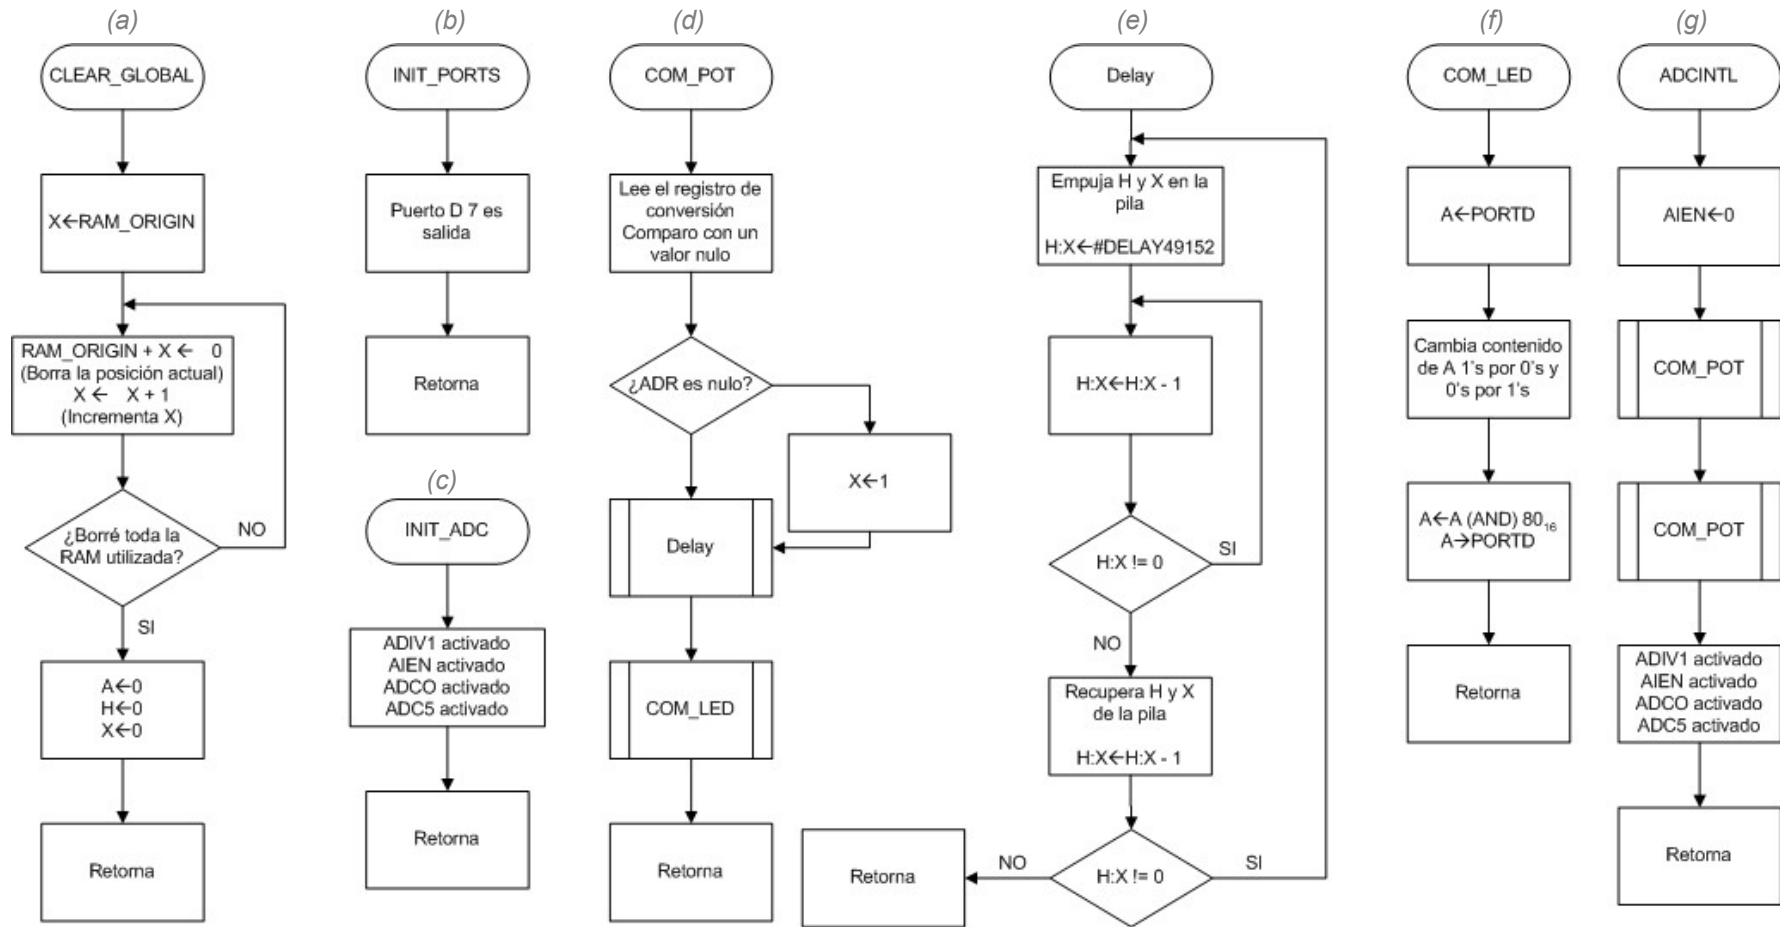 (a)
CLEAR_GLOBAL
X←RAM_ORIGIN
RAM_ORIGIN + X ← 0
(Borra la posición actual)
X ← X + 1
(Incrementa X)
¿Borré toda la
RAM utilizada?
NO
SI
A←0
H←0
X←0
Retorna
(b)
INIT_PORTS
Puerto D 7 es
salida
Retorna
(c)
INIT_ADC
ADIV1 activado
AIEN activado
ADCO activado
ADC5 activado
Retorna
(d)
COM_POT
Lee el registro de
conversión
Comparo con un
valor nulo
¿ADR es nulo?
X←1
Delay
COM_LED
Retorna
(e)
Delay
Empuja H y X en la
pila
H:X←#DELAY49152
H:X←H:X - 1
H:X != 0
SI
NO
Recupera H y X
de la pila
H:X←H:X - 1
H:X != 0
SI
NO
Retorna
(f)
COM_LED
A←PORTD
Cambia contenido
de A 1's por 0's y
0's por 1's
A←A (AND) 80₁₆
A→PORTD
Retorna
(g)
ADCINTL
AIEN←0
COM_POT
COM_POT
ADIV1 activado
AIEN activado
ADCO activado
ADC5 activado
Retorna